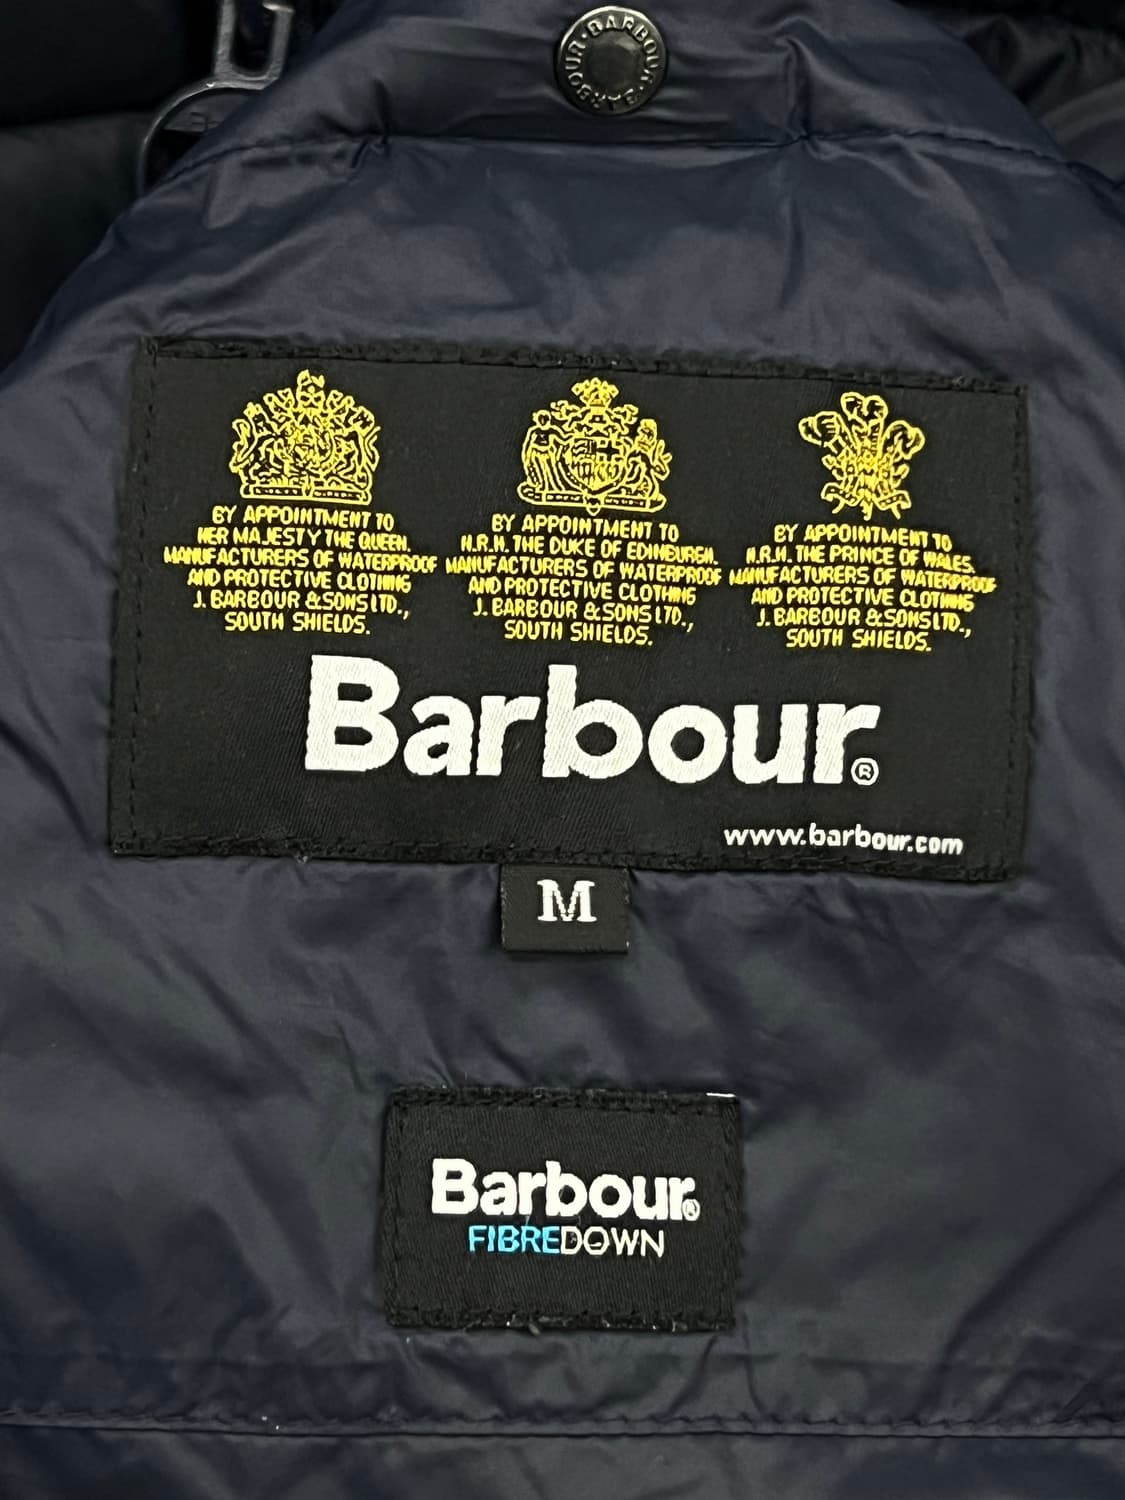 BARBOUR · BARBOUR · BARBOUR
BY APPOINTMENT TO
HER MAJESTY THE QUEEN.
MANUFACTURERS OF WATERPROOF
AND PROTECTIVE CLOTHING
J. BARBOUR & SONS LTD.,
SOUTH SHIELDS.
BY APPOINTMENT TO
H.R.H. THE DUKE OF EDINBURGH.
MANUFACTURERS OF WATERPROOF
AND PROTECTIVE CLOTHING
J. BARBOUR & SONS LTD.,
SOUTH SHIELDS.
BY APPOINTMENT TO
H.R.H. THE PRINCE OF WALES.
MANUFACTURERS OF WATERPROOF
AND PROTECTIVE CLOTHING
J. BARBOUR & SONS LTD.,
SOUTH SHIELDS.
Barbour®
www.barbour.com
M
Barbour®
FIBREDOWN